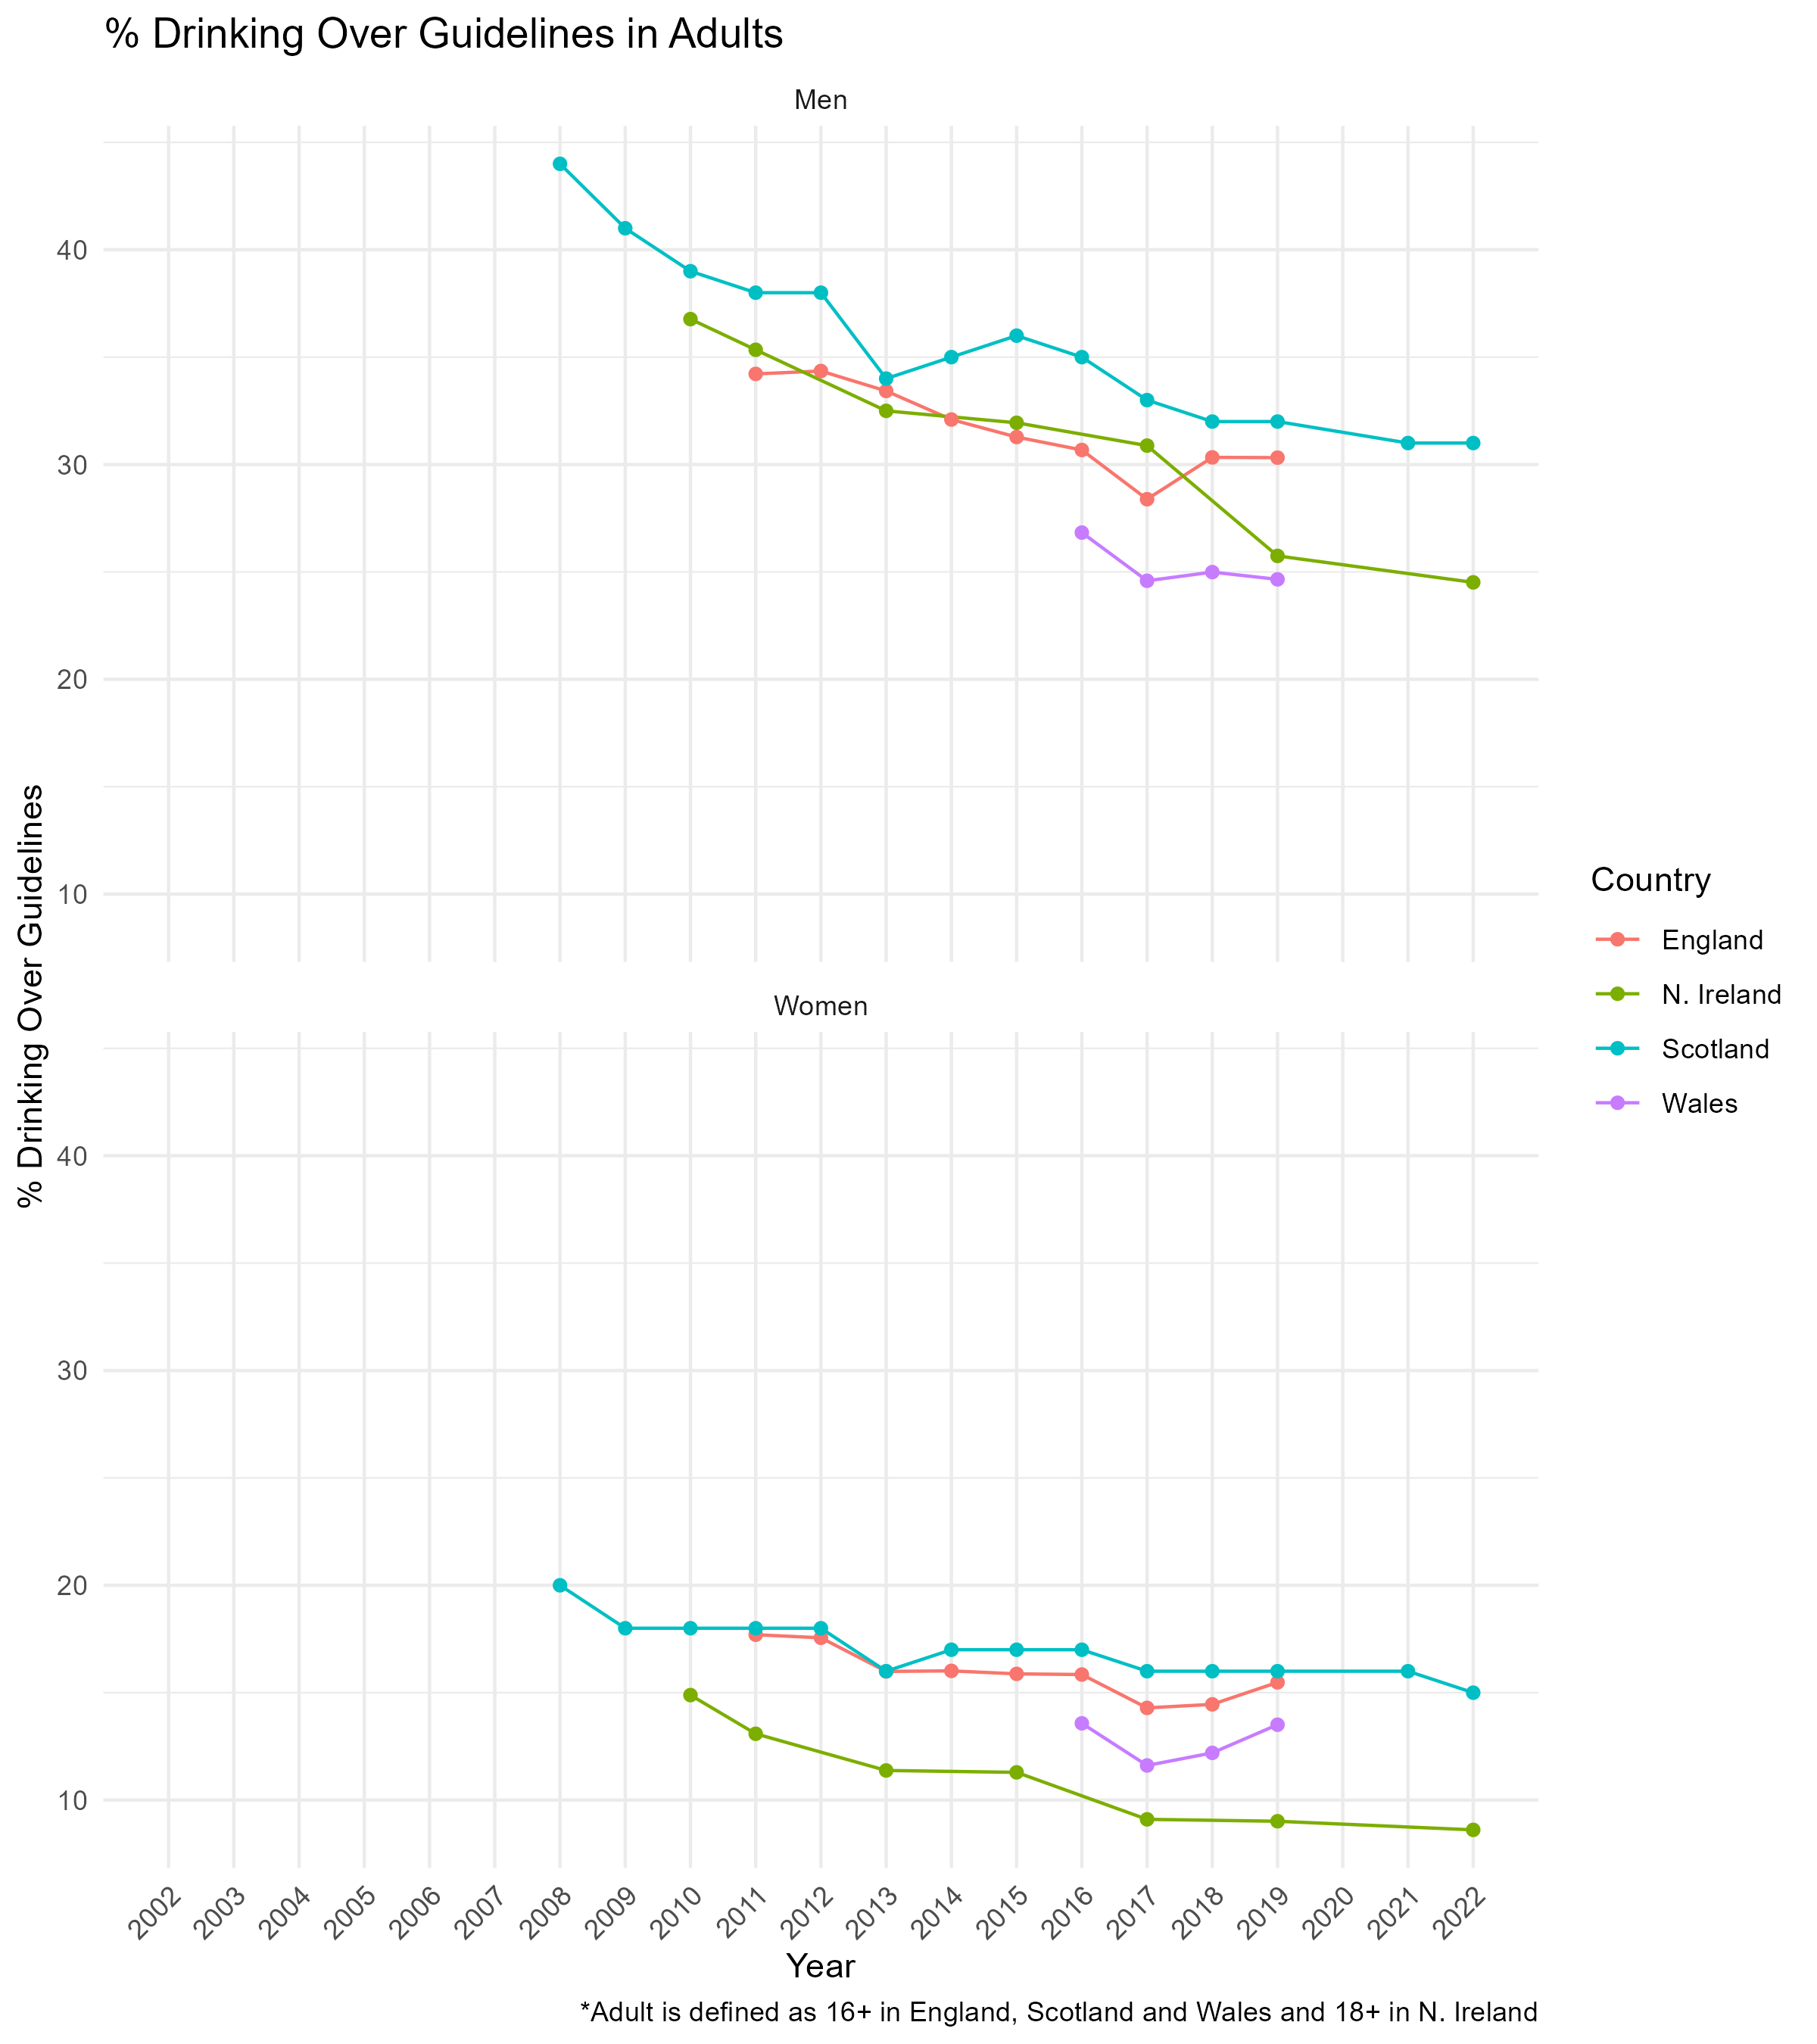 % Drinking Over Guidelines in Adults
Men
40
30
20
10
% Drinking Over Guidelines
Women
40
30
20
10
2002 2003 2004 2005 2006 2007 2008 2009 2010 2011 2012 2013 2014 2015 2016 2017 2018 2019 2020 2021 2022
Year
Country
England
N. Ireland
Scotland
Wales
*Adult is defined as 16+ in England, Scotland and Wales and 18+ in N. Ireland